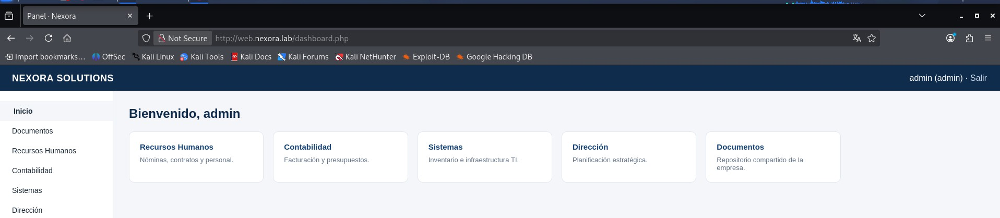 Panel · Nexora
Not Secure http://web.nexora.lab/dashboard.php
Import bookmarks… OffSec Kali Linux Kali Tools Kali Docs Kali Forums Kali NetHunter Exploit-DB Google Hacking DB
NEXORA SOLUTIONS admin (admin) · Salir
Inicio
Documentos
Recursos Humanos
Contabilidad
Sistemas
Dirección
Bienvenido, admin
Recursos Humanos
Nóminas, contratos y personal.
Contabilidad
Facturación y presupuestos.
Sistemas
Inventario e infraestructura TI.
Dirección
Planificación estratégica.
Documentos
Repositorio compartido de la
empresa.